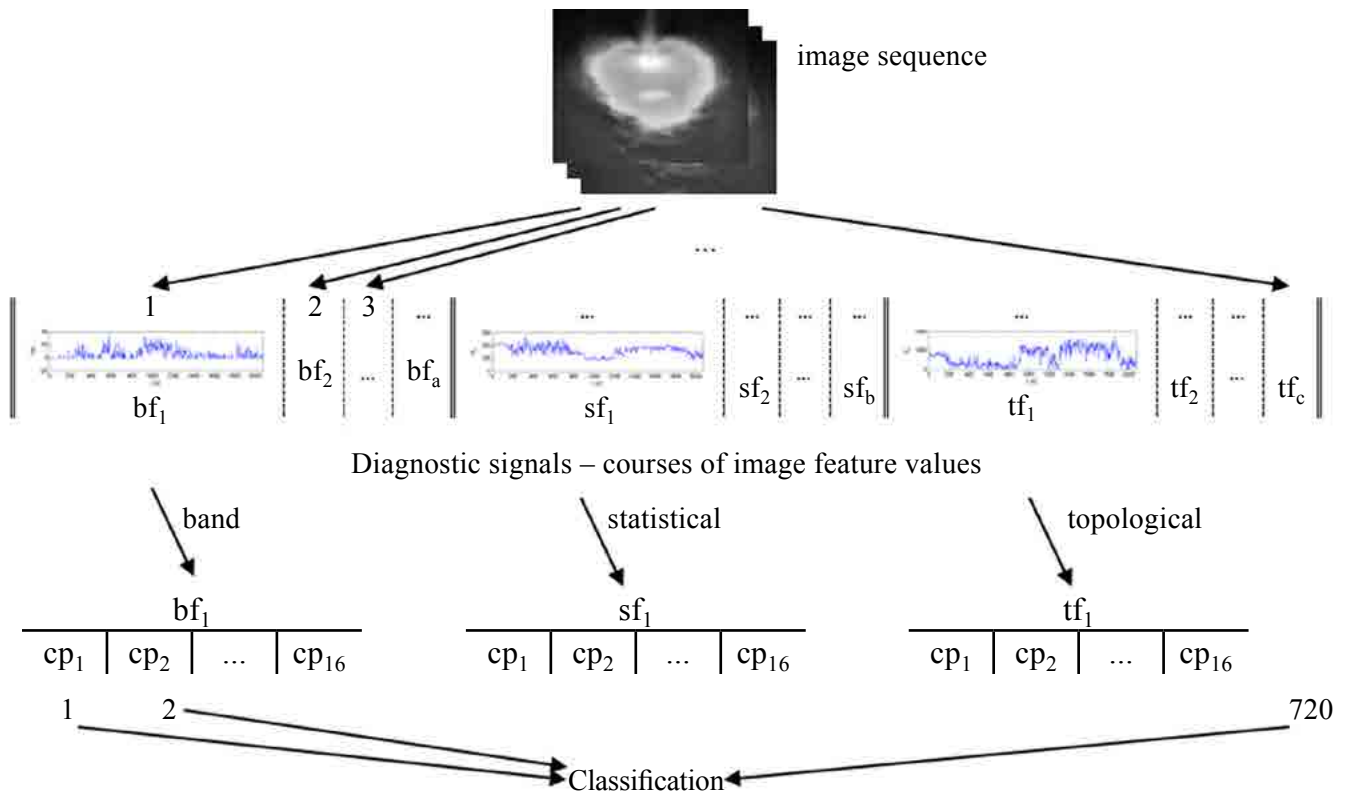 image sequence
...
1 2 3 ... ... ... ... ... ... ... ...
bf₁ bf₂ ... bfₐ sf₁ sf₂ ... sf_b tf₁ tf₂ ... tf_c
Diagnostic signals – courses of image feature values
band statistical topological
bf₁ sf₁ tf₁
cp₁ cp₂ ... cp₁₆ cp₁ cp₂ ... cp₁₆ cp₁ cp₂ ... cp₁₆
1 2 720
Classification